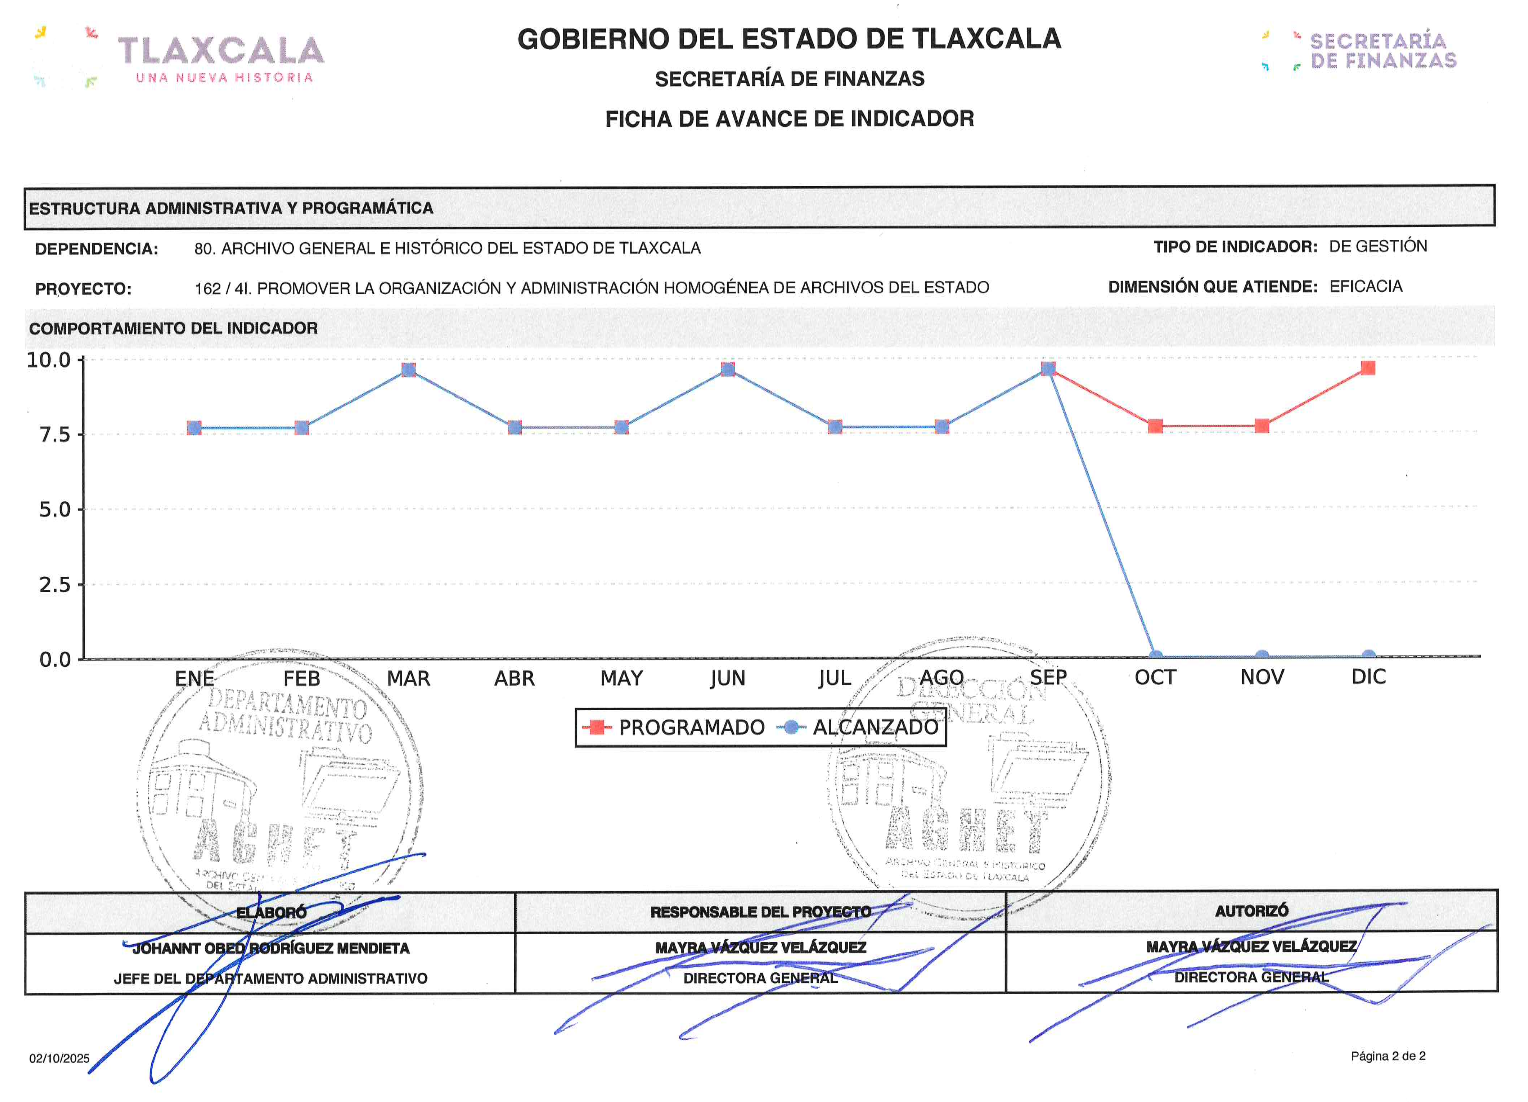 TLAXCALA
UNA NUEVA HISTORIA
GOBIERNO DEL ESTADO DE TLAXCALA
SECRETARÍA DE FINANZAS
FICHA DE AVANCE DE INDICADOR
SECRETARÍA
DE FINANZAS
ESTRUCTURA ADMINISTRATIVA Y PROGRAMÁTICA
DEPENDENCIA: 80. ARCHIVO GENERAL E HISTÓRICO DEL ESTADO DE TLAXCALA TIPO DE INDICADOR: DE GESTIÓN
PROYECTO: 162 / 4I. PROMOVER LA ORGANIZACIÓN Y ADMINISTRACIÓN HOMOGÉNEA DE ARCHIVOS DEL ESTADO DIMENSIÓN QUE ATIENDE: EFICACIA
COMPORTAMIENTO DEL INDICADOR
10.0
7.5
5.0
2.5
0.0
ENE FEB MAR ABR MAY JUN JUL AGO SEP OCT NOV DIC
PROGRAMADO ALCANZADO
DEPARTAMENTO
ADMINISTRATIVO
AGHET
DIRECCIÓN
GENERAL
AGHET
ARCHIVO GENERAL E HISTORICO
DEL ESTADO DE TLAXCALA
ELABORÓ RESPONSABLE DEL PROYECTO AUTORIZÓ
JOHANNT OBED RODRÍGUEZ MENDIETA MAYRA VÁZQUEZ VELÁZQUEZ MAYRA VÁZQUEZ VELÁZQUEZ
JEFE DEL DEPARTAMENTO ADMINISTRATIVO DIRECTORA GENERAL DIRECTORA GENERAL
02/10/2025 Página 2 de 2